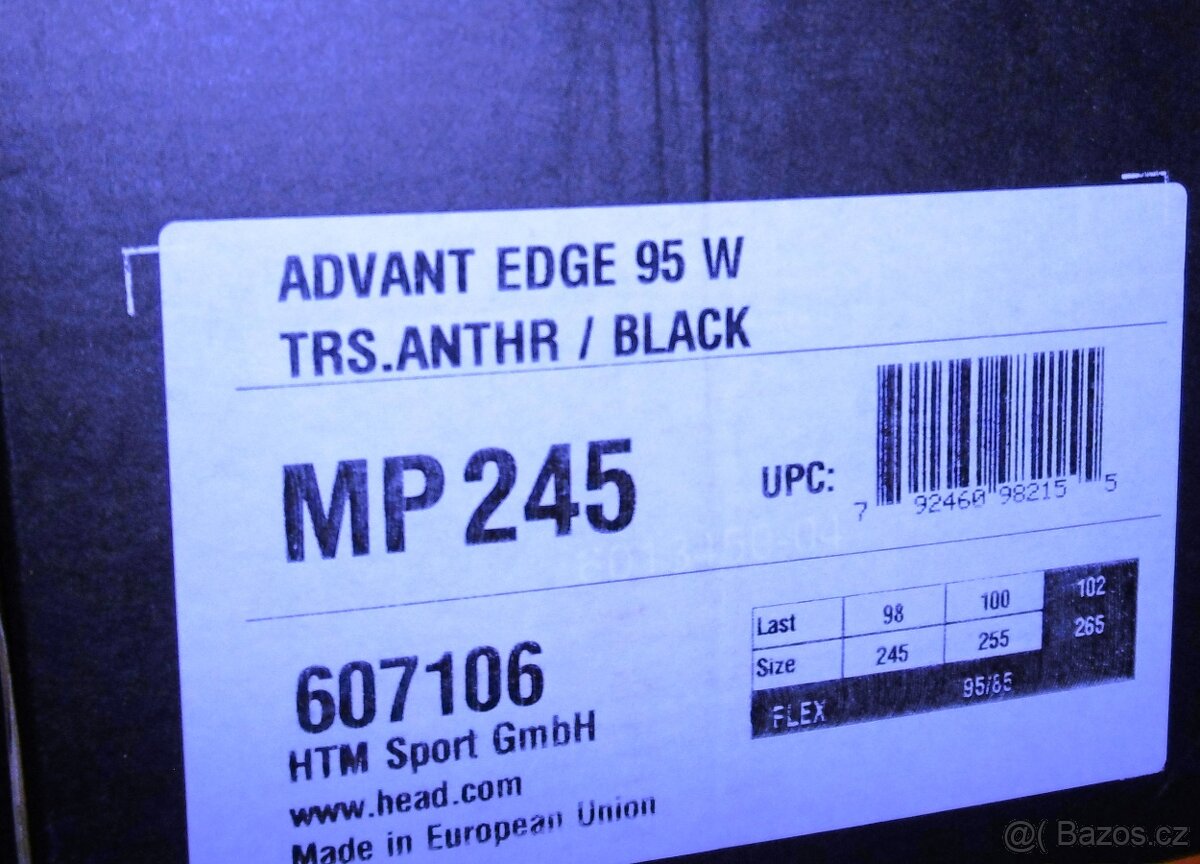 ADVANT EDGE 95 W
TRS.ANTHR / BLACK
MP 245
UPC:
7 92460 98215 5
607106
HTM Sport GmbH
www.head.com
Made in European Union
Last 98 100 102
Size 245 255 265
FLEX 95/85
@( Bazos.cz